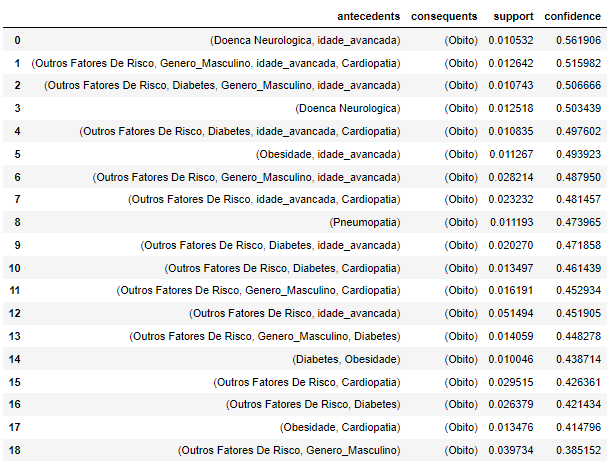 antecedents consequents support confidence
0 (Doenca Neurologica, idade_avancada) (Obito) 0.010532 0.561906
1 (Outros Fatores De Risco, Genero_Masculino, idade_avancada, Cardiopatia) (Obito) 0.012642 0.515982
2 (Outros Fatores De Risco, Diabetes, Genero_Masculino, idade_avancada) (Obito) 0.010743 0.506666
3 (Doenca Neurologica) (Obito) 0.012518 0.503439
4 (Outros Fatores De Risco, Diabetes, idade_avancada, Cardiopatia) (Obito) 0.010835 0.497602
5 (Obesidade, idade_avancada) (Obito) 0.011267 0.493923
6 (Outros Fatores De Risco, Genero_Masculino, idade_avancada) (Obito) 0.028214 0.487950
7 (Outros Fatores De Risco, idade_avancada, Cardiopatia) (Obito) 0.023232 0.481457
8 (Pneumopatia) (Obito) 0.011193 0.473965
9 (Outros Fatores De Risco, Diabetes, idade_avancada) (Obito) 0.020270 0.471858
10 (Outros Fatores De Risco, Diabetes, Cardiopatia) (Obito) 0.013497 0.461439
11 (Outros Fatores De Risco, Genero_Masculino, Cardiopatia) (Obito) 0.016191 0.452934
12 (Outros Fatores De Risco, idade_avancada) (Obito) 0.051494 0.451905
13 (Outros Fatores De Risco, Genero_Masculino, Diabetes) (Obito) 0.014059 0.448278
14 (Diabetes, Obesidade) (Obito) 0.010046 0.438714
15 (Outros Fatores De Risco, Cardiopatia) (Obito) 0.029515 0.426361
16 (Outros Fatores De Risco, Diabetes) (Obito) 0.026379 0.421434
17 (Obesidade, Cardiopatia) (Obito) 0.013476 0.414796
18 (Outros Fatores De Risco, Genero_Masculino) (Obito) 0.039734 0.385152